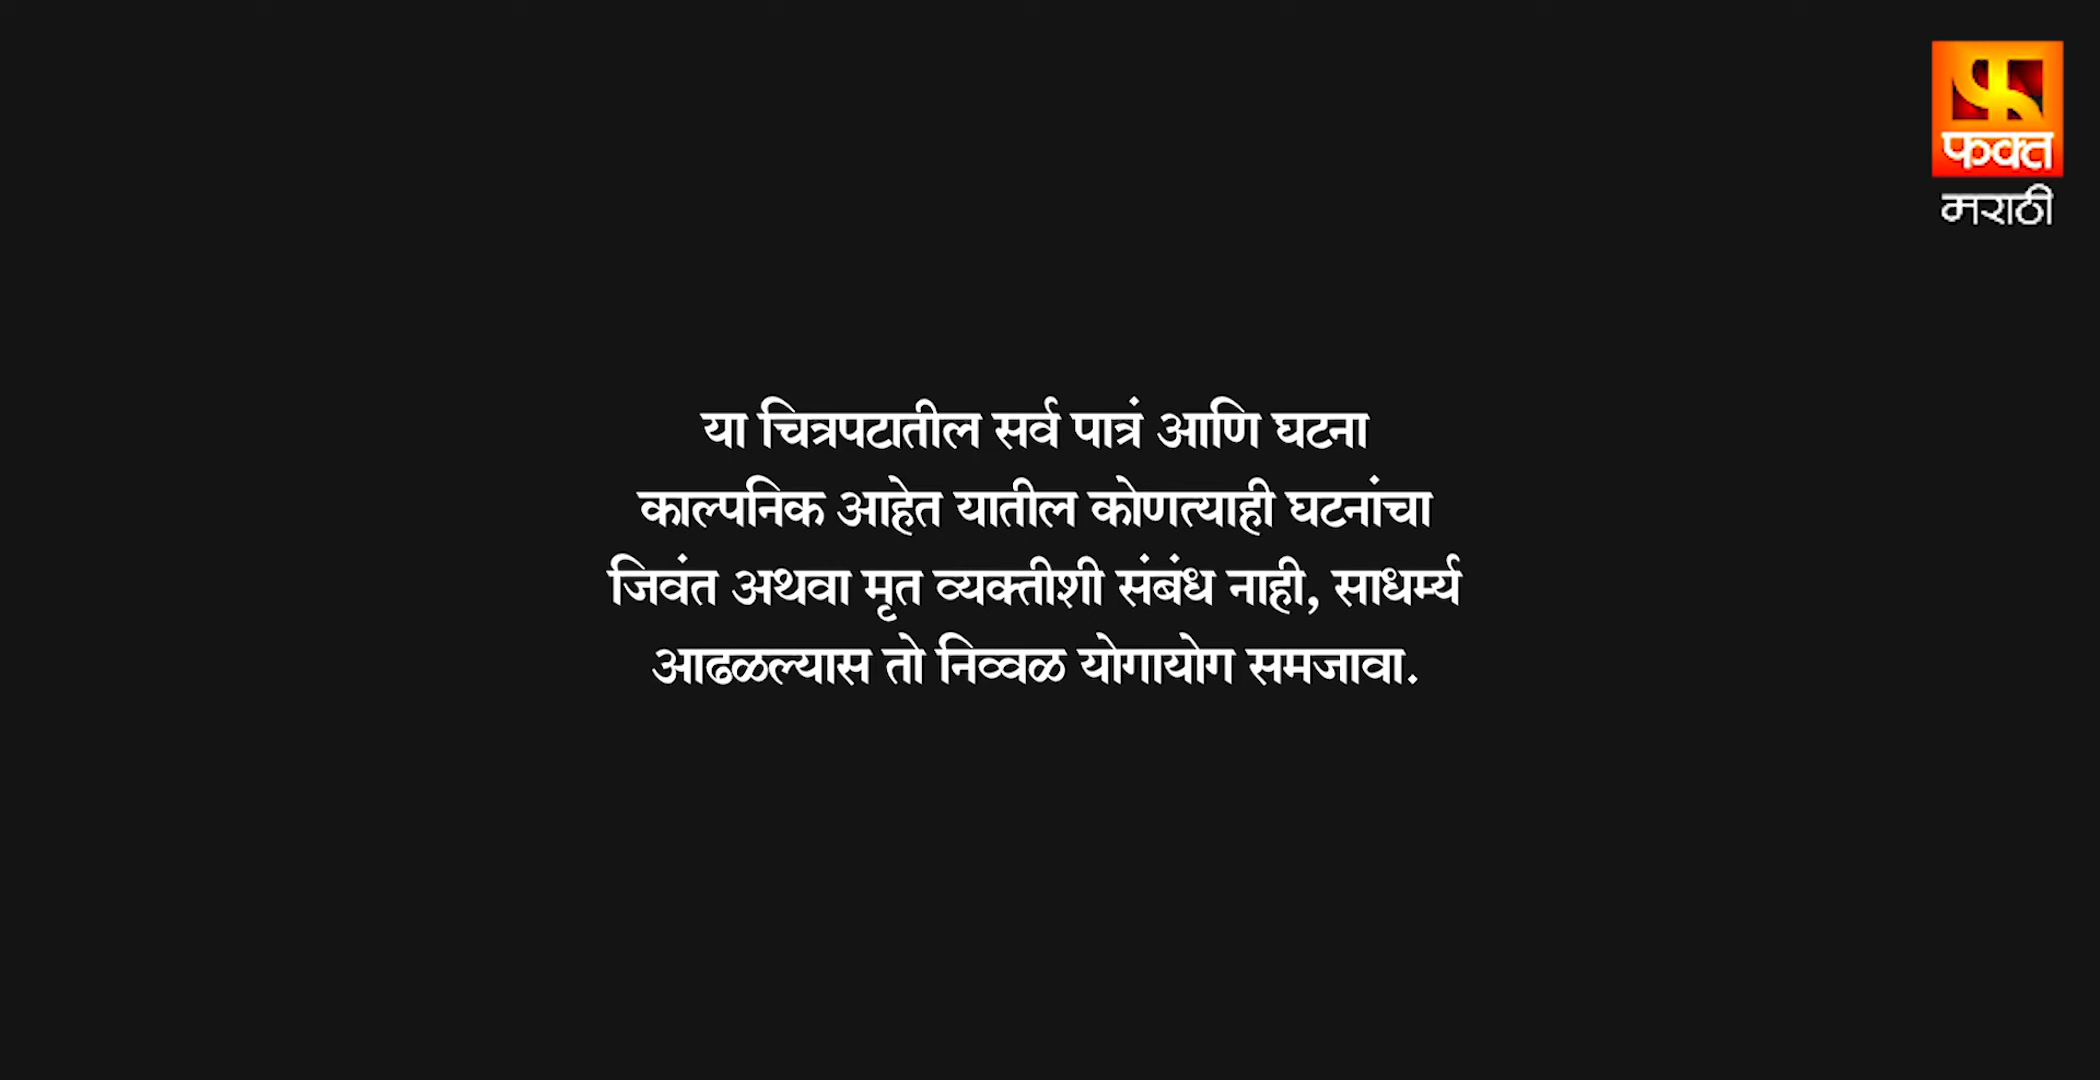 फक्त
मराठी
या चित्रपटातील सर्व पात्रं आणि घटना
काल्पनिक आहेत यातील कोणत्याही घटनांचा
जिवंत अथवा मृत व्यक्तीशी संबंध नाही, साधर्म्य
आढळल्यास तो निव्वळ योगायोग समजावा.